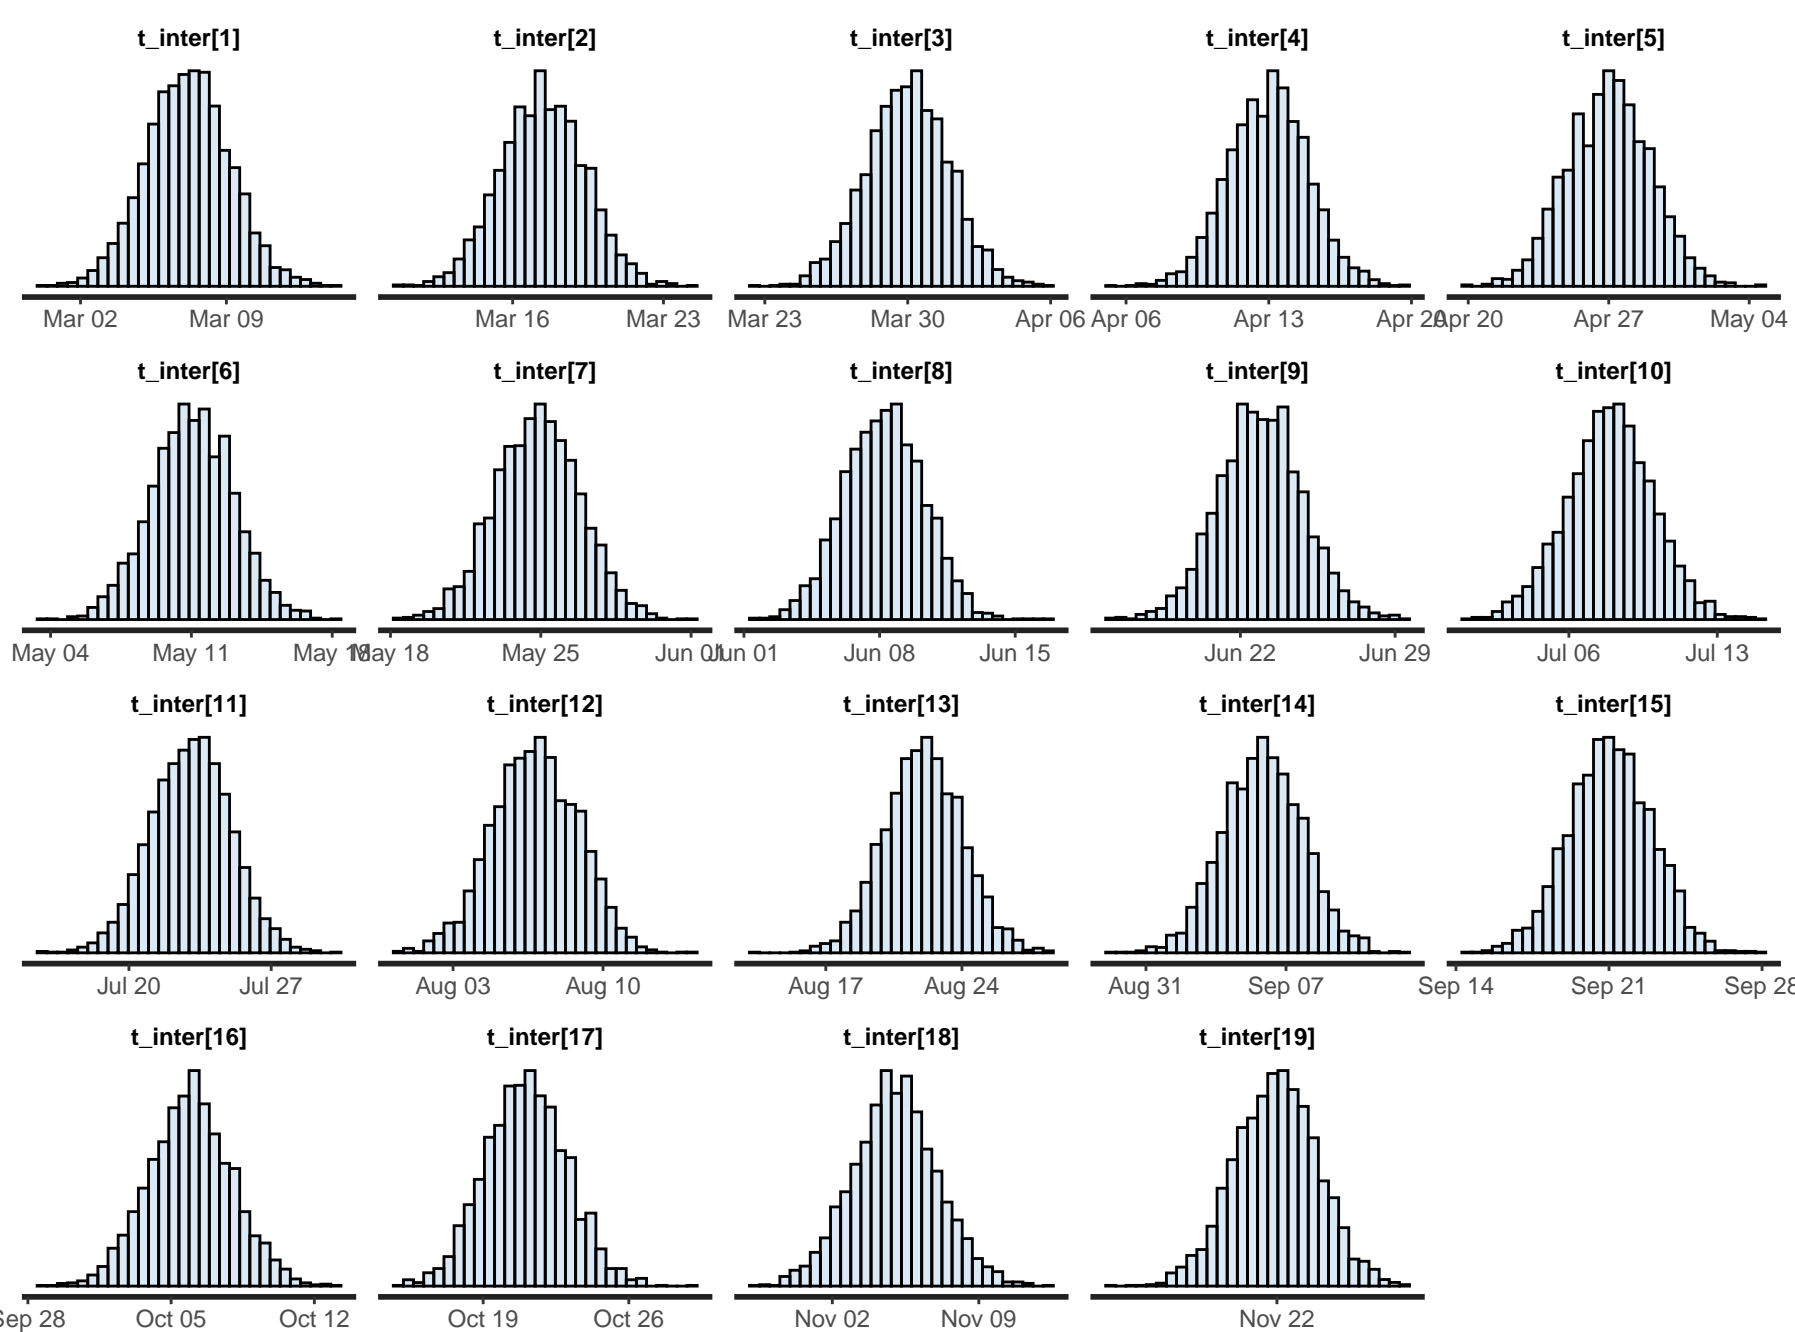 t_inter[1] t_inter[2] t_inter[3] t_inter[4] t_inter[5]
Mar 02 Mar 09 Mar 16 Mar 23 Mar 23 Mar 30 Apr 06 Apr 06 Apr 13 Apr 20 Apr 20 Apr 27 May 04
t_inter[6] t_inter[7] t_inter[8] t_inter[9] t_inter[10]
May 04 May 11 May 18 May 18 May 25 Jun 01 Jun 01 Jun 08 Jun 15 Jun 22 Jun 29 Jul 06 Jul 13
t_inter[11] t_inter[12] t_inter[13] t_inter[14] t_inter[15]
Jul 20 Jul 27 Aug 03 Aug 10 Aug 17 Aug 24 Aug 31 Sep 07 Sep 14 Sep 21 Sep 28
t_inter[16] t_inter[17] t_inter[18] t_inter[19]
Sep 28 Oct 05 Oct 12 Oct 19 Oct 26 Nov 02 Nov 09 Nov 22